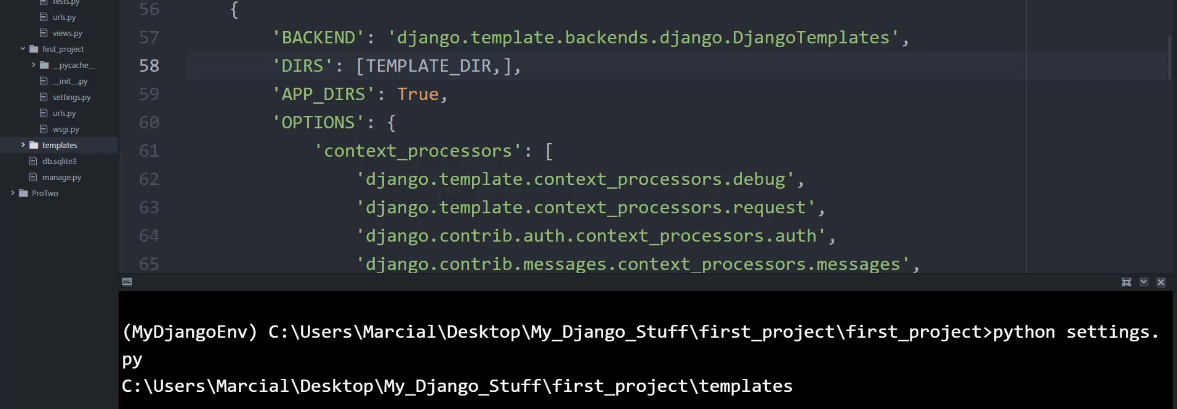 tests.py
urls.py
views.py
first_project
__pycache__
__init__.py
settings.py
urls.py
wsgi.py
templates
db.sqlite3
manage.py
ProTwo
56 {
57 'BACKEND': 'django.template.backends.django.DjangoTemplates',
58 'DIRS': [TEMPLATE_DIR,],
59 'APP_DIRS': True,
60 'OPTIONS': {
61 'context_processors': [
62 'django.template.context_processors.debug',
63 'django.template.context_processors.request',
64 'django.contrib.auth.context_processors.auth',
65 'django.contrib.messages.context_processors.messages',
(MyDjangoEnv) C:\Users\Marcial\Desktop\My_Django_Stuff\first_project\first_project>python settings.
py
C:\Users\Marcial\Desktop\My_Django_Stuff\first_project\templates